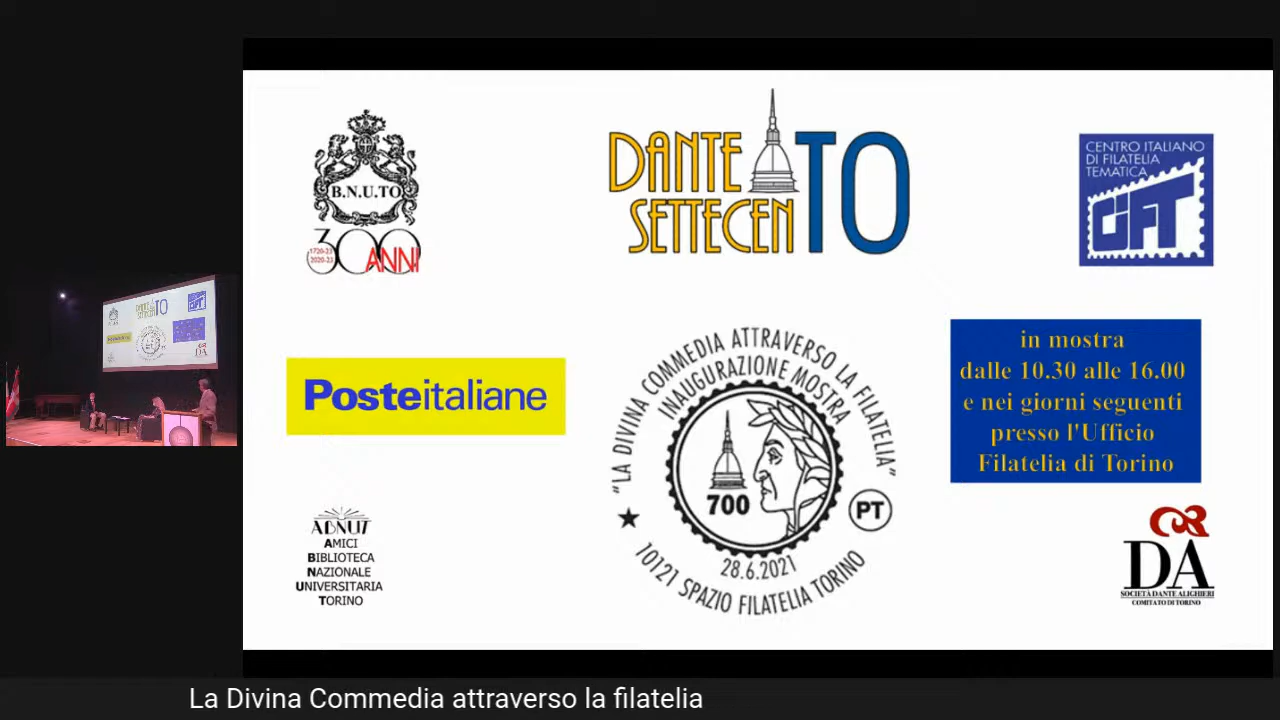 B.N.U.TO
300 ANNI
1720-23
2020-23
DANTE
SETTECENTO
CENTRO ITALIANO
DI FILATELIA
TEMATICA
CIFT
Posteitaliane
"LA DIVINA COMMEDIA ATTRAVERSO LA FILATELIA"
INAUGURAZIONE MOSTRA
700
PT
28.6.2021
10121 SPAZIO FILATELIA TORINO
in mostra
dalle 10.30 alle 16.00
e nei giorni seguenti
presso l'Ufficio
Filatelia di Torino
ABNUT
AMICI
BIBLIOTECA
NAZIONALE
UNIVERSITARIA
TORINO
DA
SOCIETÀ DANTE ALIGHIERI
COMITATO DI TORINO
La Divina Commedia attraverso la filatelia